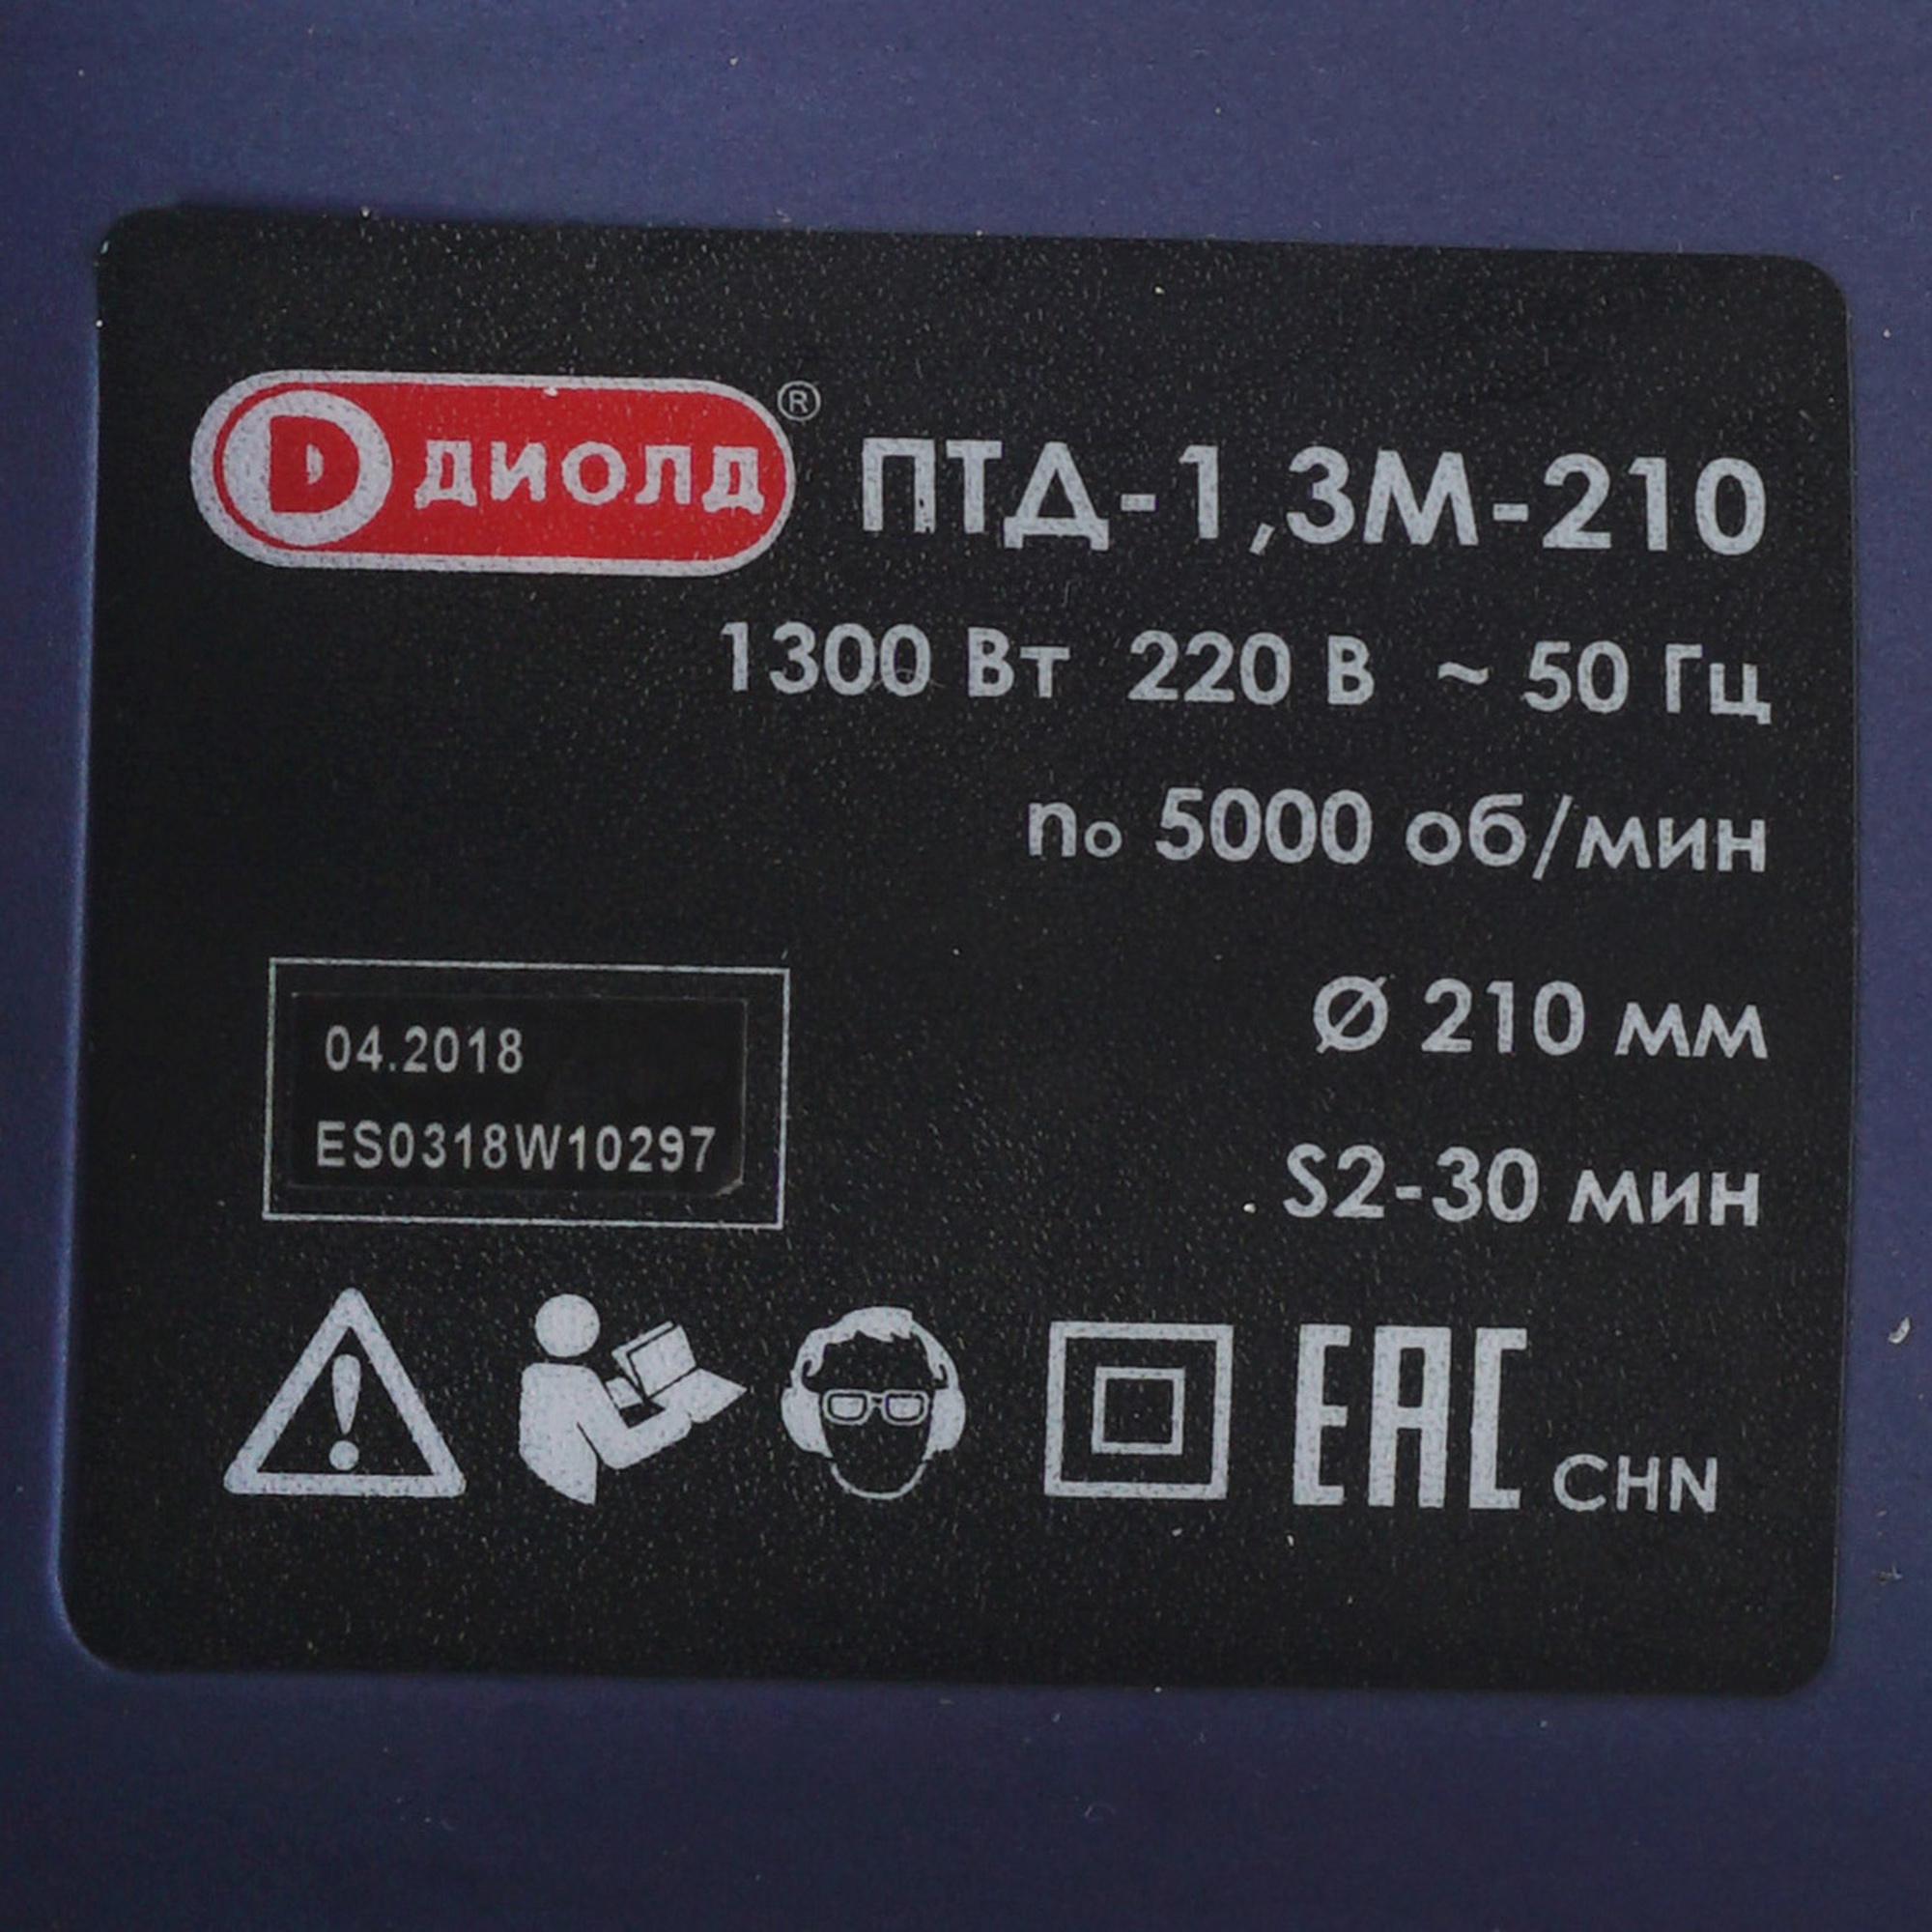 D ДИОЛД ® ПТД-1,3М-210
1300 Вт 220 В ~ 50 Гц
no 5000 об/мин
Ø 210 мм
04.2018
ES0318W10297
S2-30 мин
EAC CHN